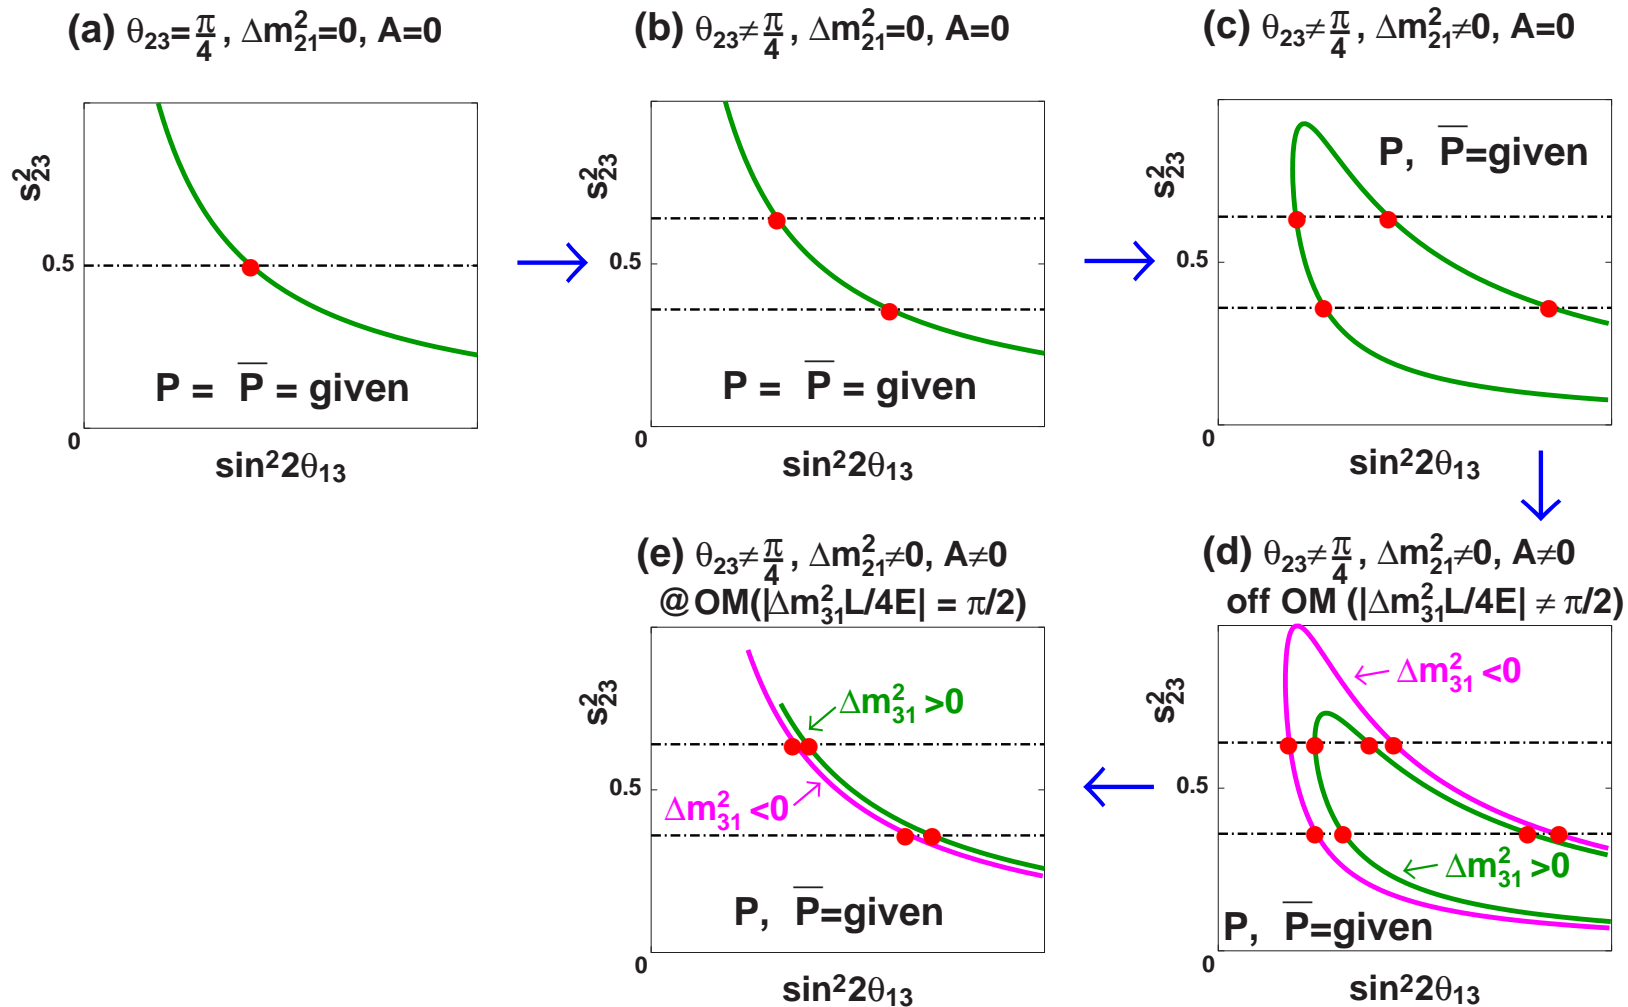 (a) θ₂₃=π/4, Δm²₂₁=0, A=0
s²₂₃
0.5
P = P̅ = given
0
sin²2θ₁₃
(b) θ₂₃≠π/4, Δm²₂₁=0, A=0
s²₂₃
0.5
P = P̅ = given
0
sin²2θ₁₃
(c) θ₂₃≠π/4, Δm²₂₁≠0, A=0
s²₂₃
P, P̅=given
0.5
0
sin²2θ₁₃
(e) θ₂₃≠π/4, Δm²₂₁≠0, A≠0
@ OM(|Δm²₃₁L/4E| = π/2)
s²₂₃
Δm²₃₁ >0
0.5
Δm²₃₁ <0
P, P̅=given
0
sin²2θ₁₃
(d) θ₂₃≠π/4, Δm²₂₁≠0, A≠0
off OM (|Δm²₃₁L/4E| ≠ π/2)
s²₂₃
Δm²₃₁ <0
0.5
Δm²₃₁ >0
P, P̅=given
0
sin²2θ₁₃